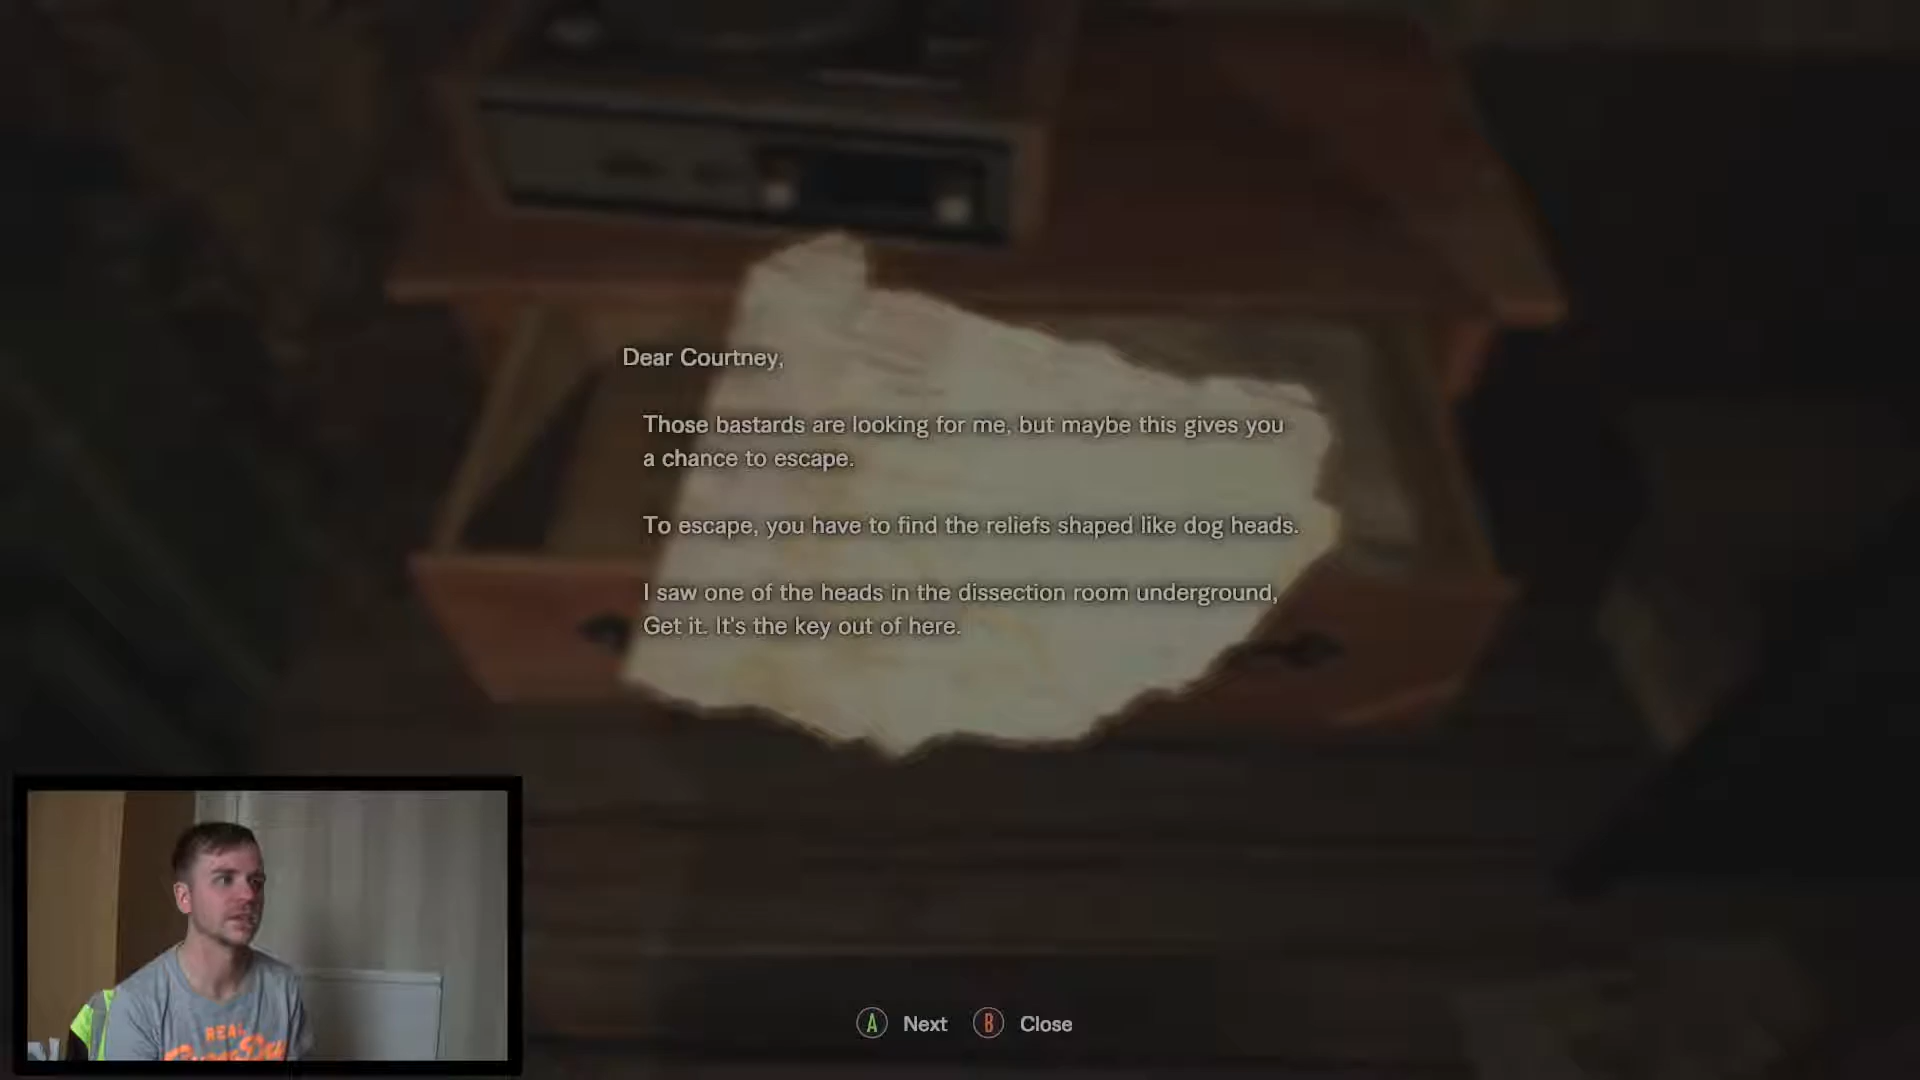 Dear Courtney,
Those bastards are looking for me, but maybe this gives you
a chance to escape.
To escape, you have to find the reliefs shaped like dog heads.
I saw one of the heads in the dissection room underground,
Get it. It's the key out of here.
A Next B Close
REAL